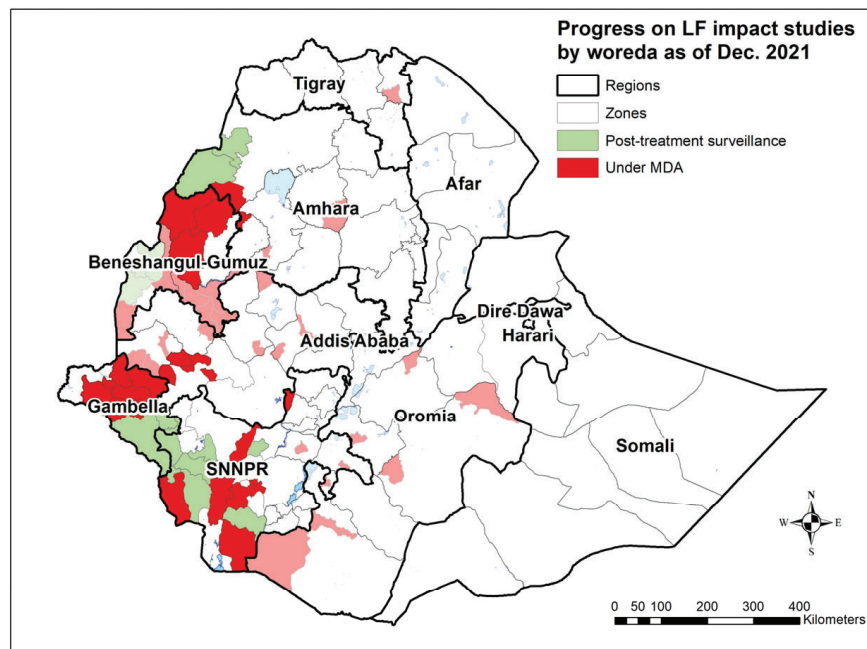 Progress on LF impact studies
by woreda as of Dec. 2021
Regions
Zones
Post-treatment surveillance
Under MDA
Tigray
Afar
Amhara
Beneshangul-Gumuz
Dire Dawa
Harari
Addis Ababa
Gambella
Oromia
Somali
SNNPR
N
W E
S
0 50 100 200 300 400
Kilometers